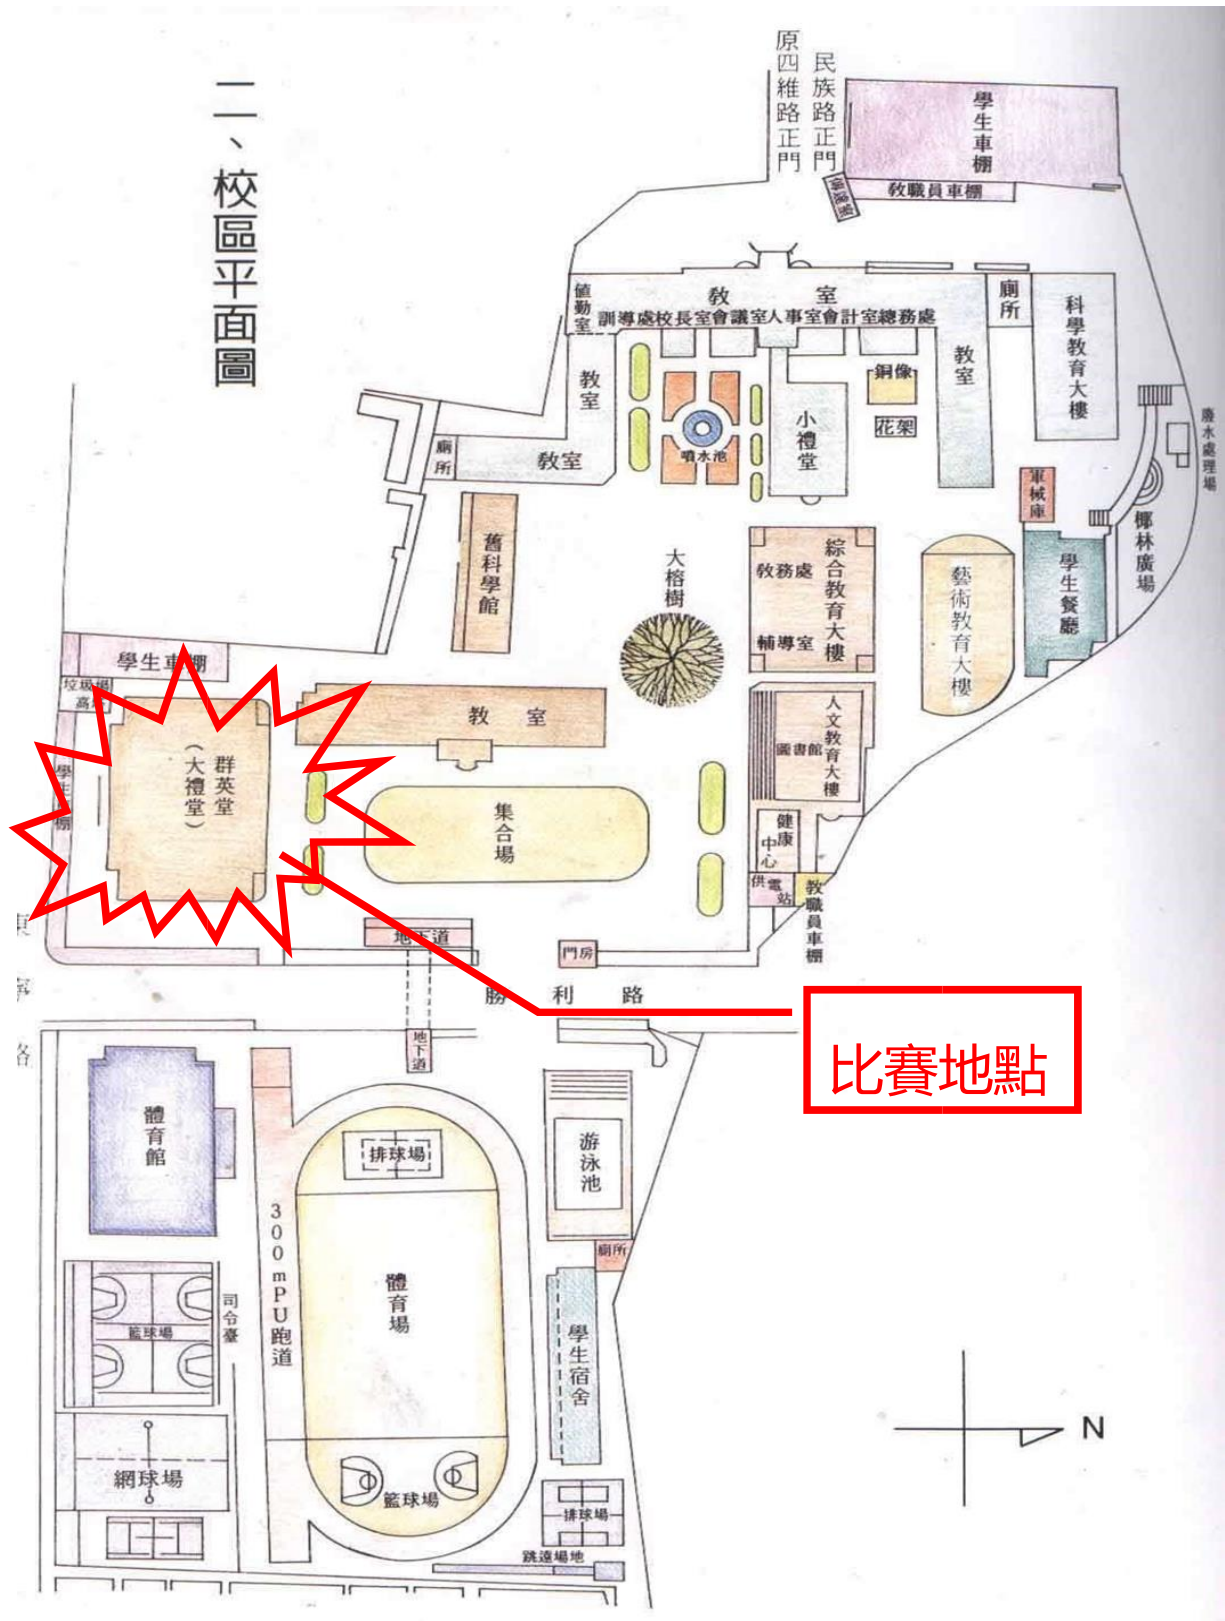 二、校區平面圖
原四維路正門
民族路正門
學生車棚
教職員車棚
傳達室
值勤室
教室
訓導處校長室會議室人事室會計室總務處
廁所
科學教育大樓
教室
教室
銅像
花架
小禮堂
噴水池
廁所
教室
軍械庫
廢水處理場
椰林廣場
舊科學館
大榕樹
綜合教育大樓
教務處
輔導室
藝術教育大樓
學生餐廳
學生車棚
教室
人文教育大樓
圖書館
群英堂
(大禮堂)
集合場
健康中心
供電站
教職員車棚
地下道
門房
勝利路
東寧路
地下道
比賽地點
體育館
排球場
游泳池
300mPU跑道
體育場
廁所
司令臺
籃球場
學生宿舍
網球場
籃球場
排球場
跳遠場地
N